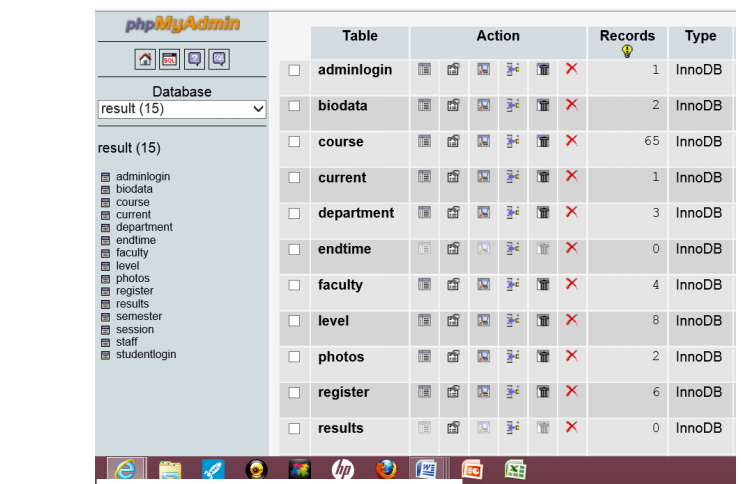 phpMyAdmin
SQL
Database
result (15)
result (15)
adminlogin
biodata
course
current
department
endtime
faculty
level
photos
register
results
semester
session
staff
studentlogin
Table Action Records Type
adminlogin 1 InnoDB
biodata 2 InnoDB
course 65 InnoDB
current 1 InnoDB
department 3 InnoDB
endtime 0 InnoDB
faculty 4 InnoDB
level 8 InnoDB
photos 2 InnoDB
register 6 InnoDB
results 0 InnoDB
hp